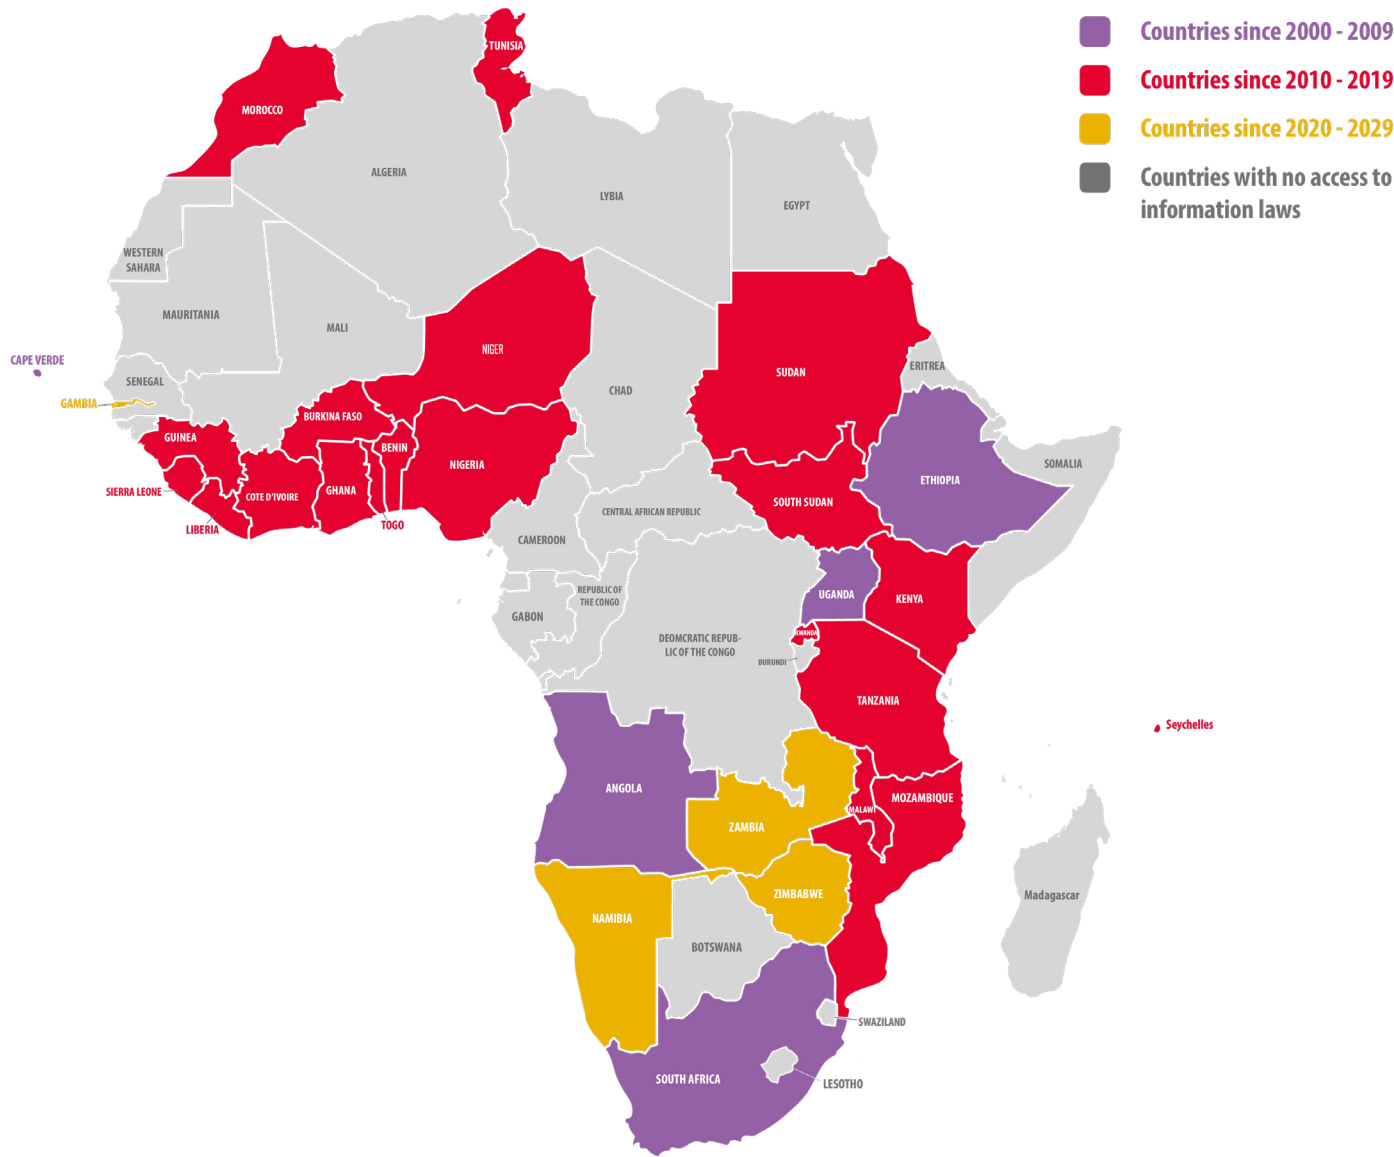 Countries since 2000 - 2009
Countries since 2010 - 2019
Countries since 2020 - 2029
Countries with no access to
information laws
TUNISIA
MOROCCO
ALGERIA
LYBIA
EGYPT
WESTERN
SAHARA
MAURITANIA
MALI
NIGER
CHAD
SUDAN
ERITREA
CAPE VERDE
SENEGAL
GAMBIA
BURKINA FASO
GUINEA
BENIN
NIGERIA
SOMALIA
ETHIOPIA
SIERRA LEONE
COTE D'IVOIRE
GHANA
SOUTH SUDAN
LIBERIA
TOGO
CENTRAL AFRICAN REPUBLIC
CAMEROON
REPUBLIC OF
THE CONGO
UGANDA
KENYA
GABON
RWANDA
DEOMCRATIC REPUB-
LIC OF THE CONGO
BURUNDI
TANZANIA
Seychelles
ANGOLA
MOZAMBIQUE
MALAWI
ZAMBIA
ZIMBABWE
Madagascar
NAMIBIA
BOTSWANA
SWAZILAND
SOUTH AFRICA
LESOTHO